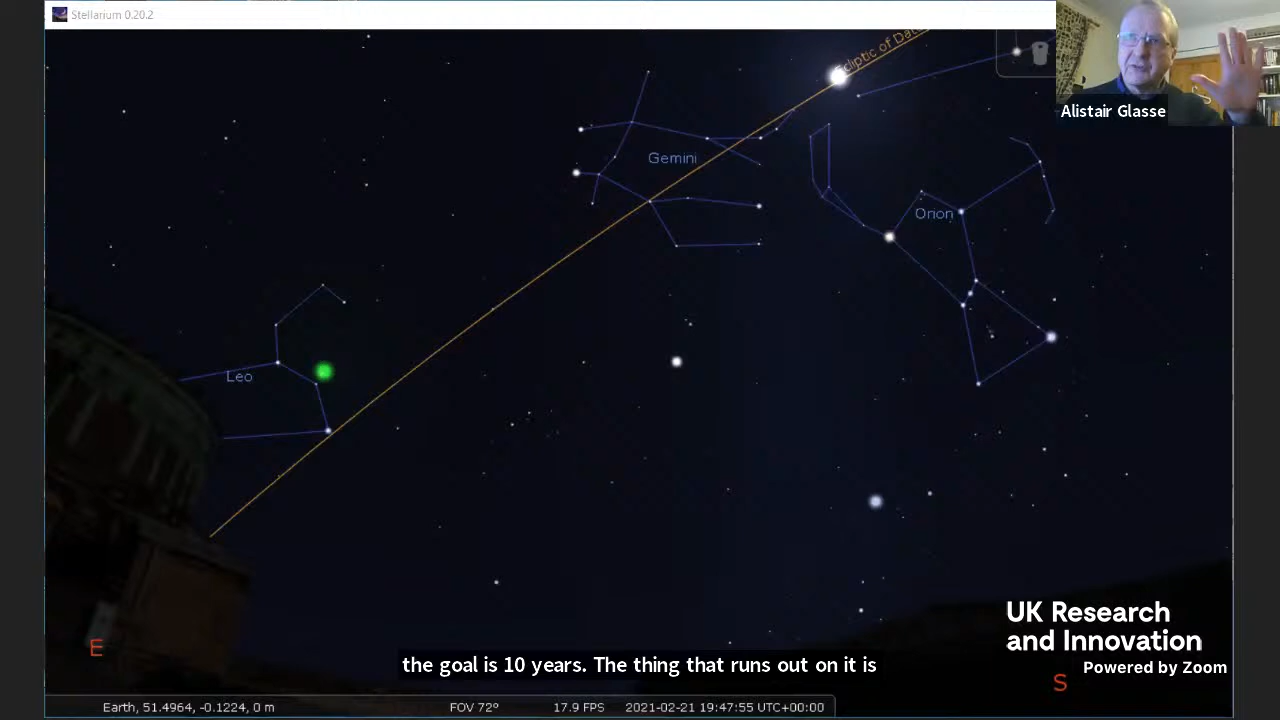 Stellarium 0.20.2
Ecliptic of Date
Alistair Glasse
Gemini
Orion
Leo
UK Research
and Innovation
E
the goal is 10 years. The thing that runs out on it is
Powered by Zoom
S
Earth, 51.4964, -0.1224, 0 m
FOV 72°
17.9 FPS
2021-02-21 19:47:55 UTC+00:00